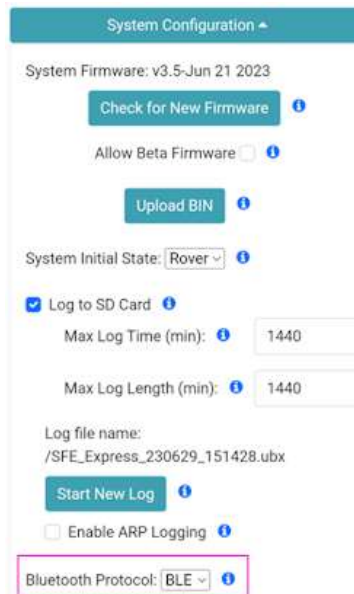 System Configuration
System Firmware: v3.5-Jun 21 2023
Check for New Firmware
Allow Beta Firmware
Upload BIN
System Initial State: Rover
Log to SD Card
Max Log Time (min): 1440
Max Log Length (min): 1440
Log file name:
/SFE_Express_230629_151428.ubx
Start New Log
Enable ARP Logging
Bluetooth Protocol: BLE